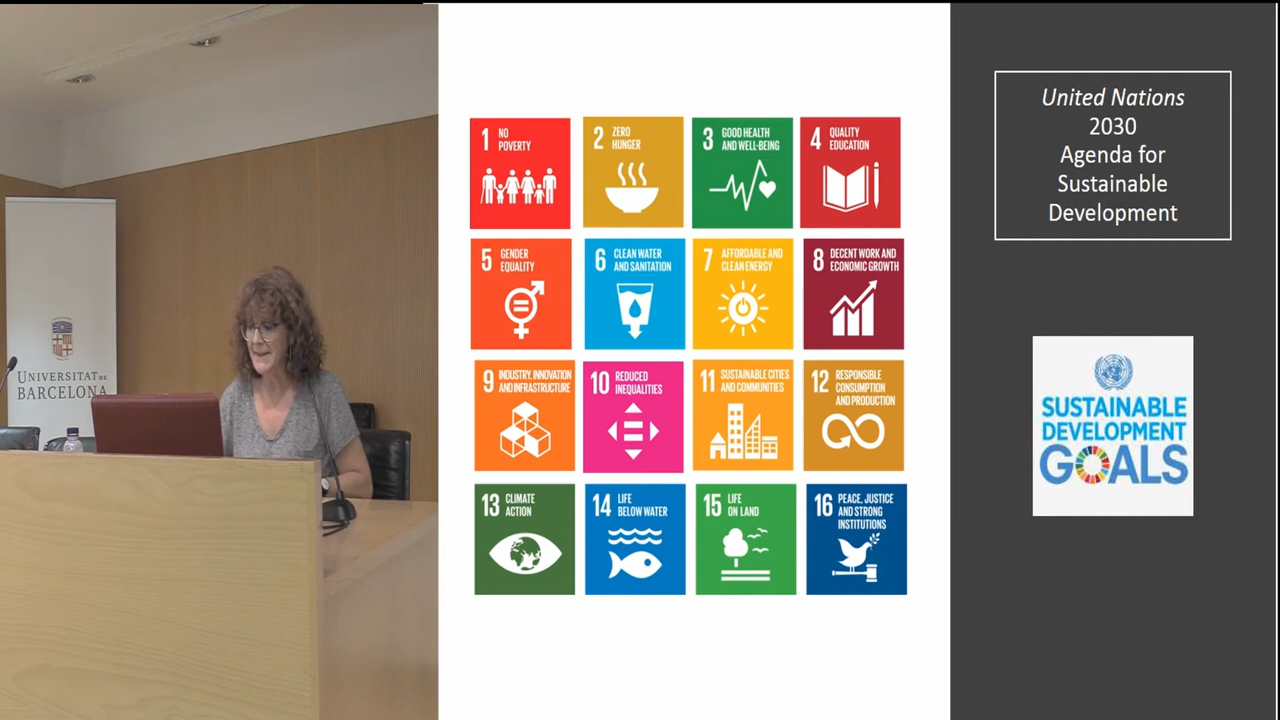 UNIVERSITAT DE
BARCELONA
1 NO
POVERTY
2 ZERO
HUNGER
3 GOOD HEALTH
AND WELL-BEING
4 QUALITY
EDUCATION
5 GENDER
EQUALITY
6 CLEAN WATER
AND SANITATION
7 AFFORDABLE AND
CLEAN ENERGY
8 DECENT WORK AND
ECONOMIC GROWTH
9 INDUSTRY, INNOVATION
AND INFRASTRUCTURE
10 REDUCED
INEQUALITIES
11 SUSTAINABLE CITIES
AND COMMUNITIES
12 RESPONSIBLE
CONSUMPTION
AND PRODUCTION
13 CLIMATE
ACTION
14 LIFE
BELOW WATER
15 LIFE
ON LAND
16 PEACE, JUSTICE
AND STRONG
INSTITUTIONS
United Nations
2030
Agenda for
Sustainable
Development
SUSTAINABLE
DEVELOPMENT
GOALS